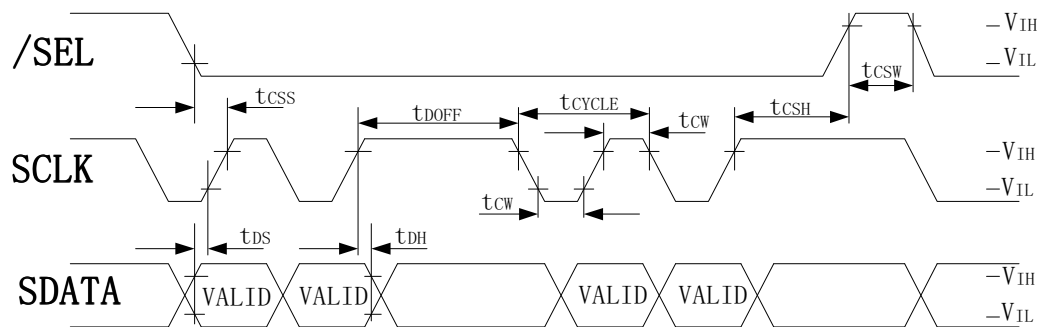 /SEL
–VIH
–VIL
tCSW
tCSS
tDOFF
tCYCLE
tCW
tCSH
SCLK
–VIH
–VIL
tCW
tDS
tDH
SDATA
VALID
VALID
VALID
VALID
–VIH
–VIL